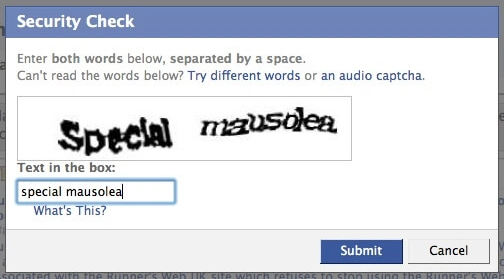 Security Check
Enter both words below, separated by a space.
Can't read the words below? Try different words or an audio captcha.
Special mausolea
Text in the box:
special mausolea
What's This?
Submit Cancel
ssociated with the Runner's Web UK site which refuses to stop using the Runner's